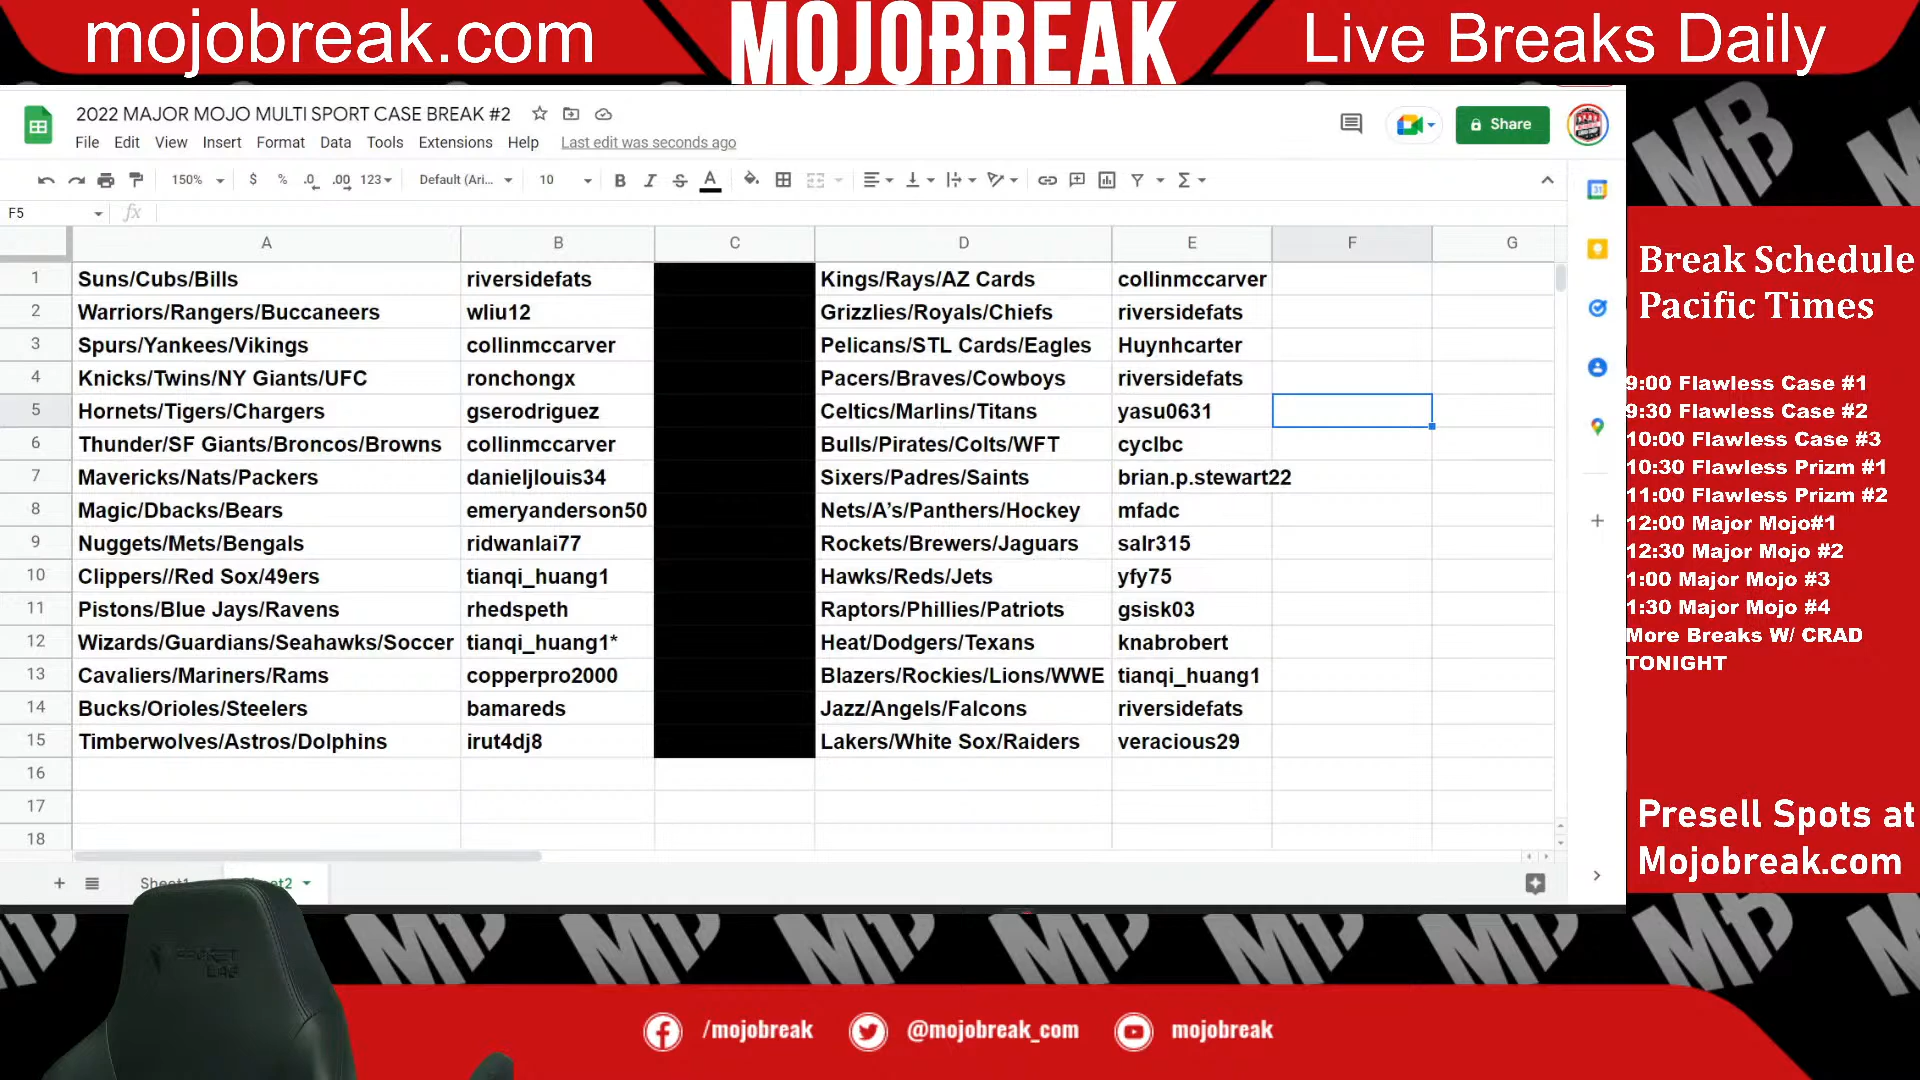 mojobreak.com
MOJOBREAK
Live Breaks Daily
2022 MAJOR MOJO MULTI SPORT CASE BREAK #2
File Edit View Insert Format Data Tools Extensions Help Last edit was seconds ago
Share
150% $ % .0 .00 123 Default (Ari... 10 B I S A Σ
F5 fx
A B C D E F G
1 Suns/Cubs/Bills riversidefats Kings/Rays/AZ Cards collinmccarver
2 Warriors/Rangers/Buccaneers wliu12 Grizzlies/Royals/Chiefs riversidefats
3 Spurs/Yankees/Vikings collinmccarver Pelicans/STL Cards/Eagles Huynhcarter
4 Knicks/Twins/NY Giants/UFC ronchongx Pacers/Braves/Cowboys riversidefats
5 Hornets/Tigers/Chargers gserodriguez Celtics/Marlins/Titans yasu0631
6 Thunder/SF Giants/Broncos/Browns collinmccarver Bulls/Pirates/Colts/WFT cyclbc
7 Mavericks/Nats/Packers danieljlouis34 Sixers/Padres/Saints brian.p.stewart22
8 Magic/Dbacks/Bears emeryanderson50 Nets/A's/Panthers/Hockey mfadc
9 Nuggets/Mets/Bengals ridwanlai77 Rockets/Brewers/Jaguars salr315
10 Clippers//Red Sox/49ers tianqi_huang1 Hawks/Reds/Jets yfy75
11 Pistons/Blue Jays/Ravens rhedspeth Raptors/Phillies/Patriots gsisk03
12 Wizards/Guardians/Seahawks/Soccer tianqi_huang1* Heat/Dodgers/Texans knabrobert
13 Cavaliers/Mariners/Rams copperpro2000 Blazers/Rockies/Lions/WWE tianqi_huang1
14 Bucks/Orioles/Steelers bamareds Jazz/Angels/Falcons riversidefats
15 Timberwolves/Astros/Dolphins irut4dj8 Lakers/White Sox/Raiders veracious29
16
17
18
Break Schedule
Pacific Times
9:00 Flawless Case #1
9:30 Flawless Case #2
10:00 Flawless Case #3
10:30 Flawless Prizm #1
11:00 Flawless Prizm #2
12:00 Major Mojo#1
12:30 Major Mojo #2
1:00 Major Mojo #3
1:30 Major Mojo #4
More Breaks W/ CRAD
TONIGHT
Presell Spots at
Mojobreak.com
/mojobreak @mojobreak_com mojobreak